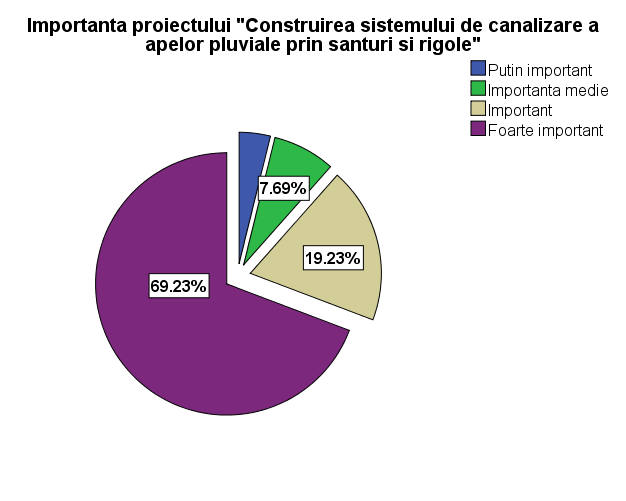 Importanta proiectului "Construirea sistemului de canalizare a
apelor pluviale prin santuri si rigole"
Putin important
Importanta medie
Important
Foarte important
7.69%
19.23%
69.23%